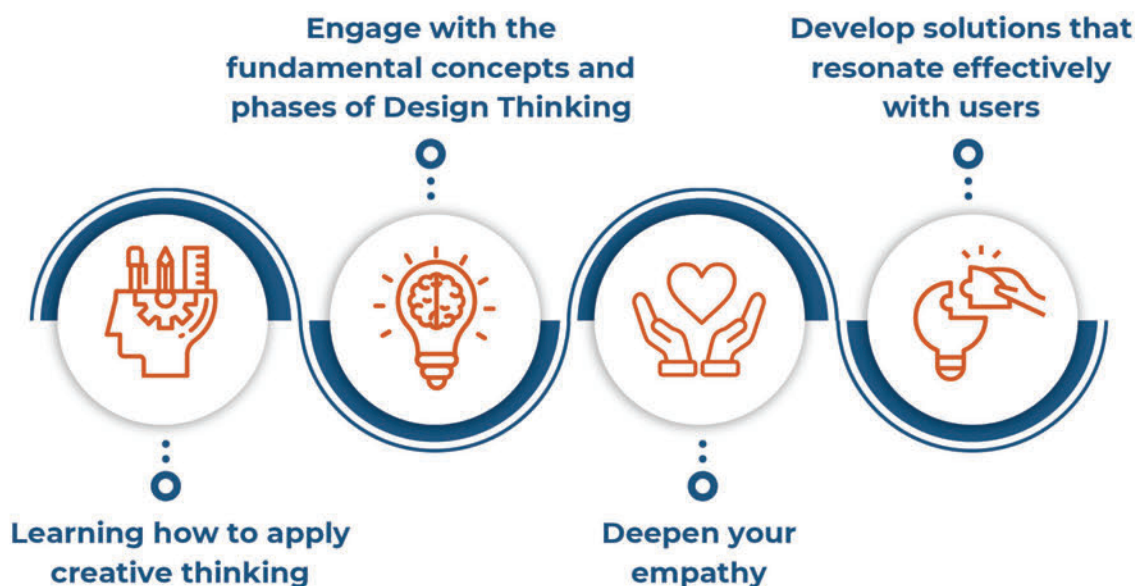 Engage with the
fundamental concepts and
phases of Design Thinking
Develop solutions that
resonate effectively
with users
Learning how to apply
creative thinking
Deepen your
empathy